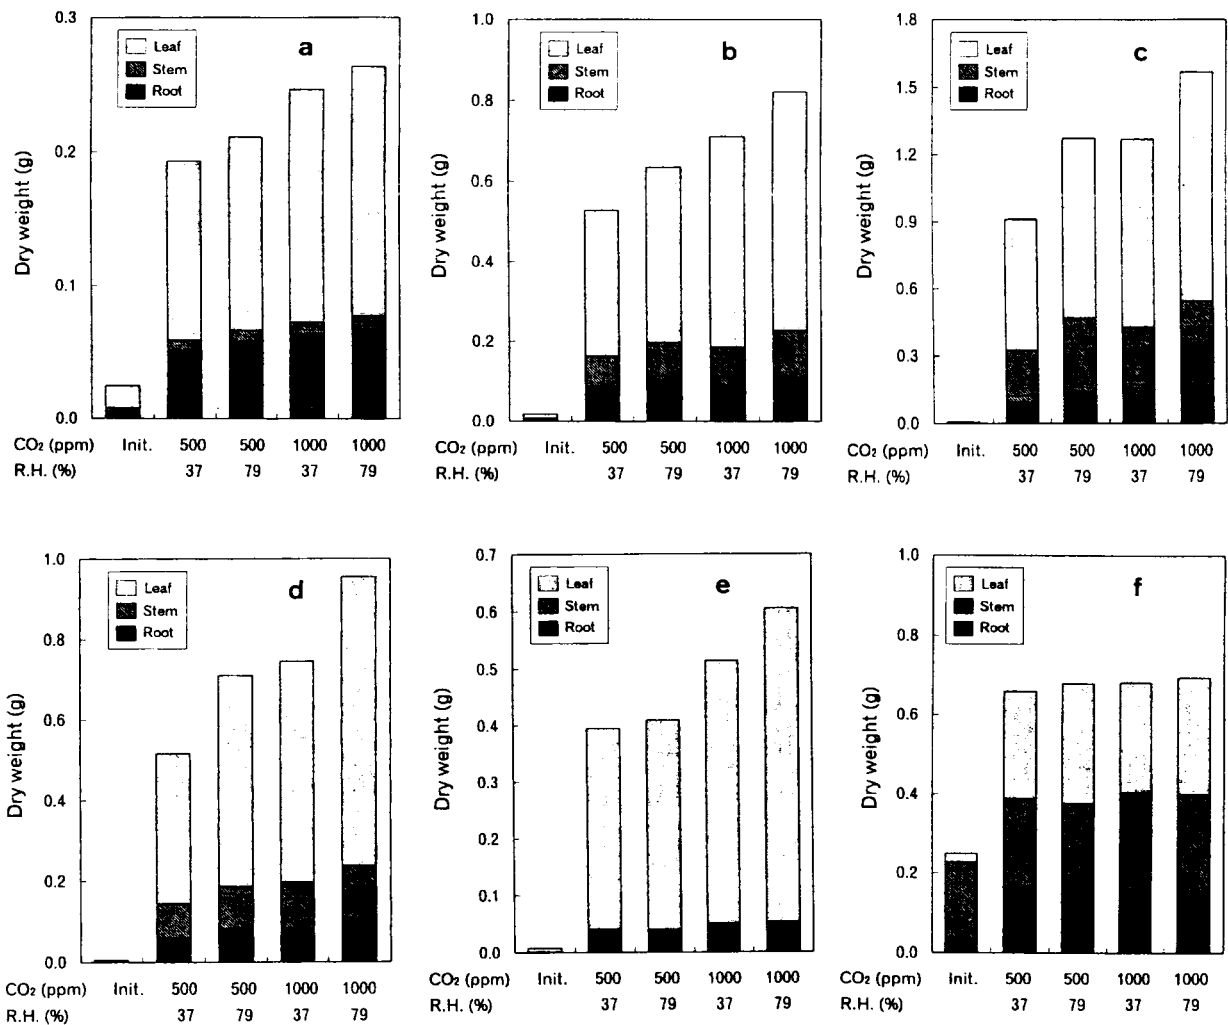 0.3
0.2
0.1
0.0
Dry weight (g)
Leaf
Stem
Root
a
CO₂ (ppm) Init. 500 500 1000 1000
R.H. (%) 37 79 37 79
1.0
0.8
0.6
0.4
0.2
0.0
Dry weight (g)
Leaf
Stem
Root
b
CO₂ (ppm) Init. 500 500 1000 1000
R.H. (%) 37 79 37 79
1.8
1.5
1.2
0.9
0.6
0.3
0.0
Dry weight (g)
Leaf
Stem
Root
c
CO₂ (ppm) Init. 500 500 1000 1000
R.H. (%) 37 79 37 79
1.0
0.8
0.6
0.4
0.2
0.0
Dry weight (g)
Leaf
Stem
Root
d
CO₂ (ppm) Init. 500 500 1000 1000
R.H. (%) 37 79 37 79
0.7
0.6
0.5
0.4
0.3
0.2
0.1
0.0
Dry weight (g)
Leaf
Stem
Root
e
CO₂ (ppm) Init. 500 500 1000 1000
R.H. (%) 37 79 37 79
1.0
0.8
0.6
0.4
0.2
0.0
Dry weight (g)
Leaf
Stem
Root
f
CO₂ (ppm) Init. 500 500 1000 1000
R.H. (%) 37 79 37 79